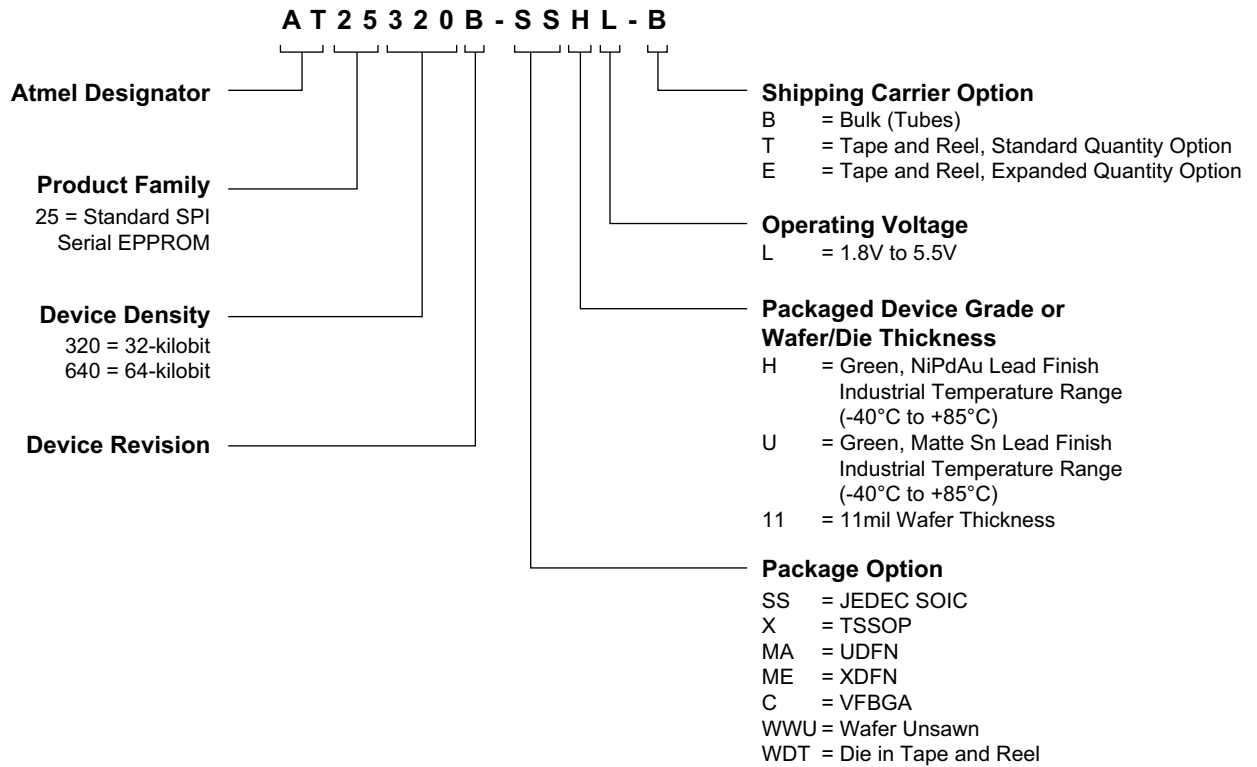 A T 2 5 3 2 0 B - S S H L - B
Atmel Designator
Product Family
25 = Standard SPI
Serial EPPROM
Device Density
320 = 32-kilobit
640 = 64-kilobit
Device Revision
Shipping Carrier Option
B = Bulk (Tubes)
T = Tape and Reel, Standard Quantity Option
E = Tape and Reel, Expanded Quantity Option
Operating Voltage
L = 1.8V to 5.5V
Packaged Device Grade or
Wafer/Die Thickness
H = Green, NiPdAu Lead Finish
Industrial Temperature Range
(-40°C to +85°C)
U = Green, Matte Sn Lead Finish
Industrial Temperature Range
(-40°C to +85°C)
11 = 11mil Wafer Thickness
Package Option
SS = JEDEC SOIC
X = TSSOP
MA = UDFN
ME = XDFN
C = VFBGA
WWU = Wafer Unsawn
WDT = Die in Tape and Reel